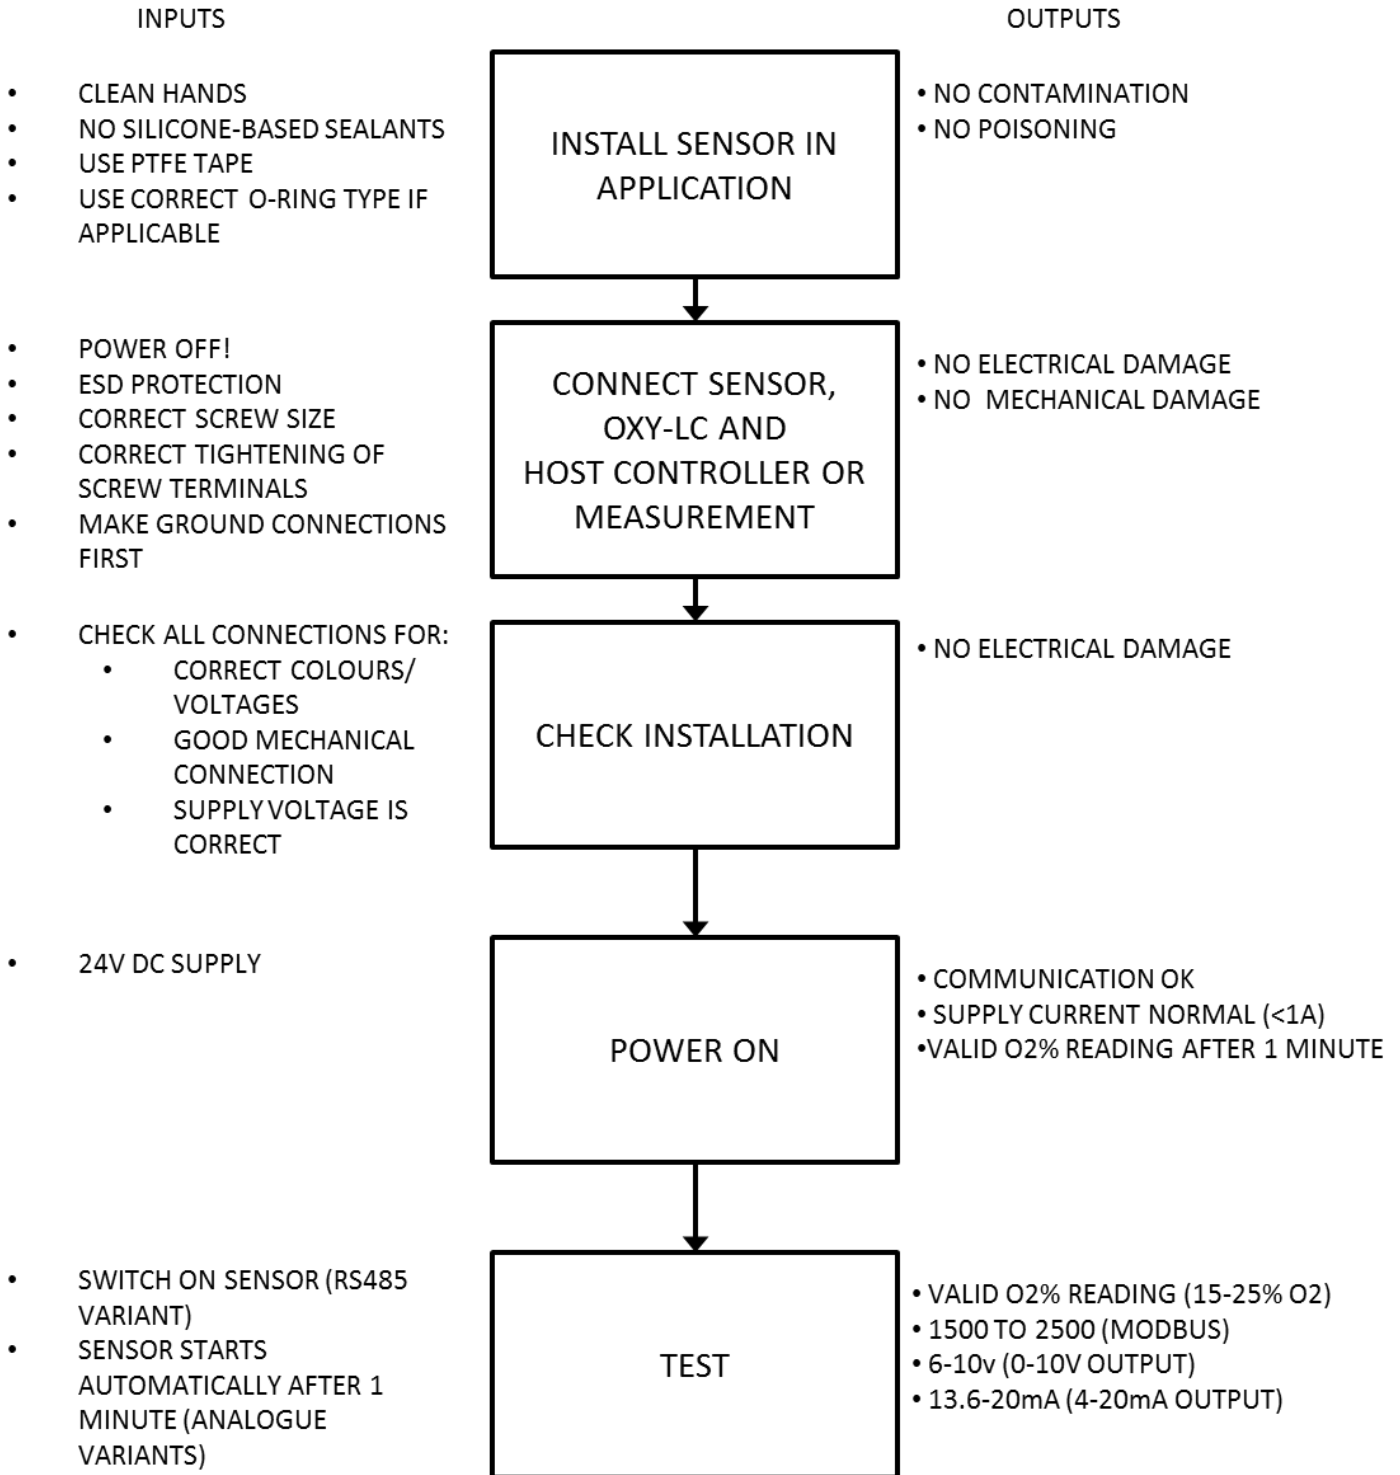 INPUTS
OUTPUTS
• CLEAN HANDS
• NO SILICONE-BASED SEALANTS
• USE PTFE TAPE
• USE CORRECT O-RING TYPE IF
APPLICABLE
INSTALL SENSOR IN
APPLICATION
• NO CONTAMINATION
• NO POISONING
• POWER OFF!
• ESD PROTECTION
• CORRECT SCREW SIZE
• CORRECT TIGHTENING OF
SCREW TERMINALS
• MAKE GROUND CONNECTIONS
FIRST
CONNECT SENSOR,
OXY-LC AND
HOST CONTROLLER OR
MEASUREMENT
• NO ELECTRICAL DAMAGE
• NO MECHANICAL DAMAGE
• CHECK ALL CONNECTIONS FOR:
• CORRECT COLOURS/
VOLTAGES
• GOOD MECHANICAL
CONNECTION
• SUPPLY VOLTAGE IS
CORRECT
CHECK INSTALLATION
• NO ELECTRICAL DAMAGE
• 24V DC SUPPLY
POWER ON
• COMMUNICATION OK
• SUPPLY CURRENT NORMAL (<1A)
•VALID O2% READING AFTER 1 MINUTE
• SWITCH ON SENSOR (RS485
VARIANT)
• SENSOR STARTS
AUTOMATICALLY AFTER 1
MINUTE (ANALOGUE
VARIANTS)
TEST
• VALID O2% READING (15-25% O2)
• 1500 TO 2500 (MODBUS)
• 6-10v (0-10V OUTPUT)
• 13.6-20mA (4-20mA OUTPUT)